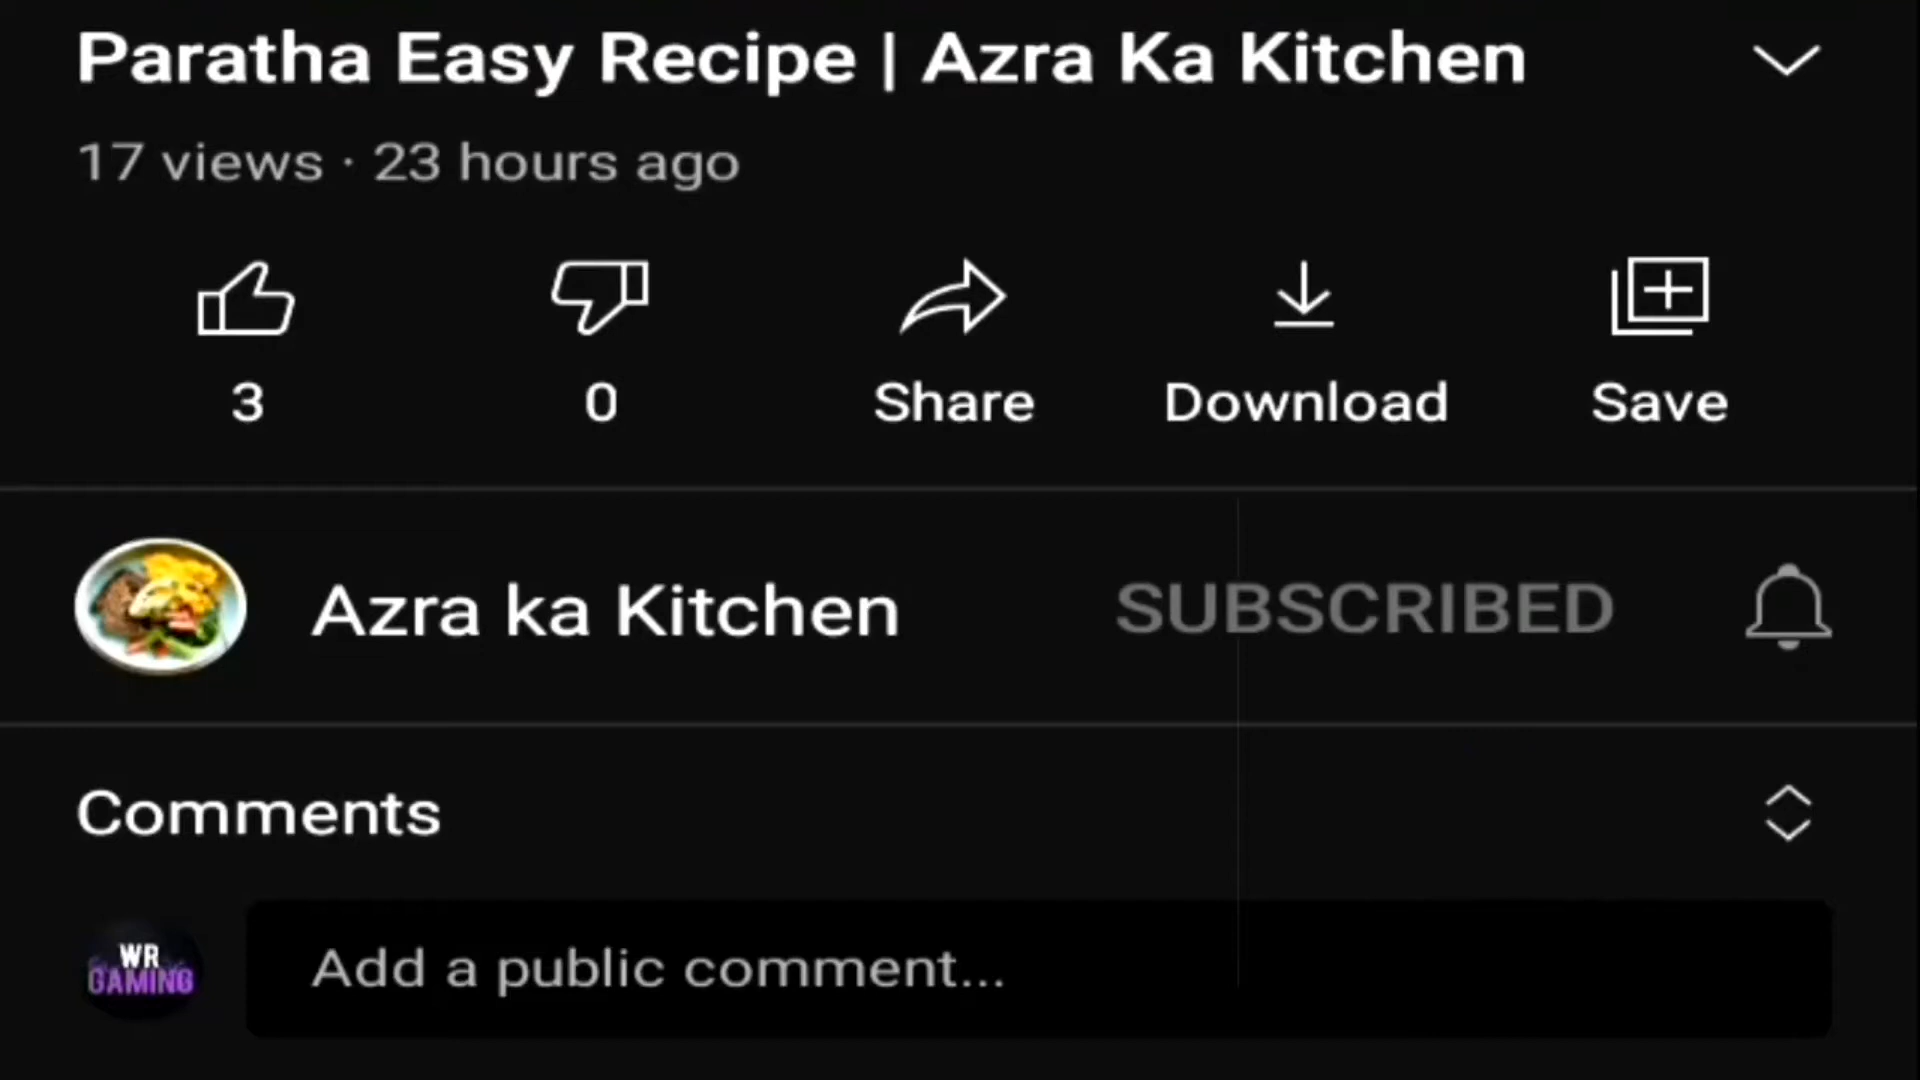 Paratha Easy Recipe | Azra Ka Kitchen
17 views · 23 hours ago
3
0
Share
Download
Save
Azra ka Kitchen
SUBSCRIBED
Comments
WR
GAMING
Add a public comment...